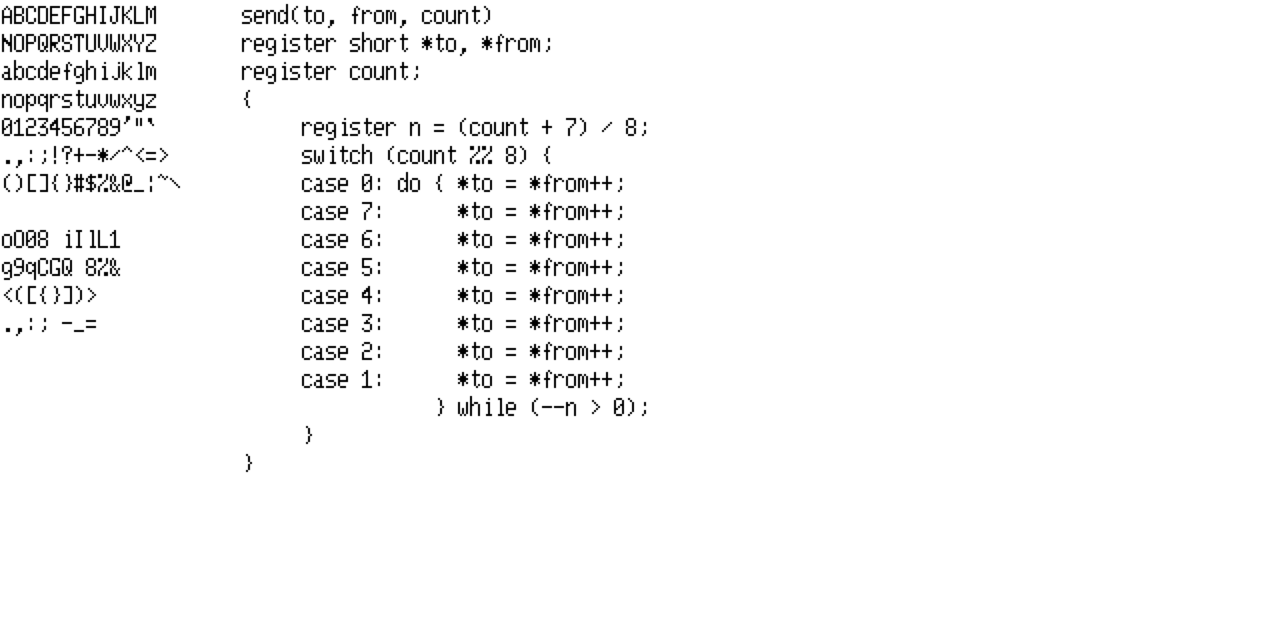 ABCDEFGHIJKLM
NOPQRSTUVWXYZ
abcdefghijklm
nopqrstuvwxyz
0123456789'"`
.,:;!?+-*/^<=>
()[]{}#$%&@_¦~\
oO08 iIlL1
g9qCGQ 8%&
<([{}])>
.,:; -_=
send(to, from, count)
register short *to, *from;
register count;
{
     register n = (count + 7) / 8;
     switch (count %% 8) {
     case 0: do { *to = *from++;
     case 7:      *to = *from++;
     case 6:      *to = *from++;
     case 5:      *to = *from++;
     case 4:      *to = *from++;
     case 3:      *to = *from++;
     case 2:      *to = *from++;
     case 1:      *to = *from++;
                } while (--n > 0);
     }
}